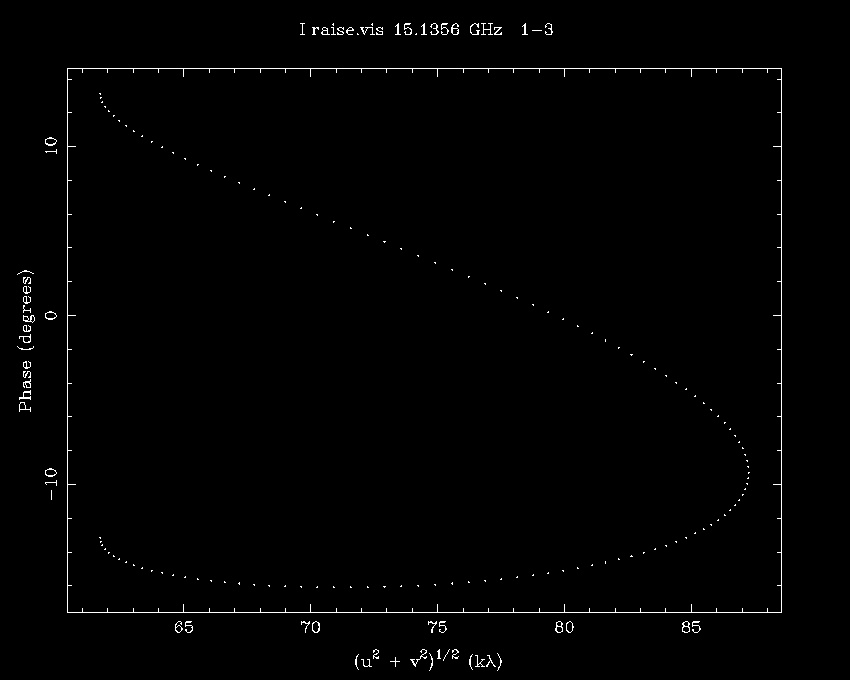 I raise.vis 15.1356 GHz 1−3
10
0
−10
Phase (degrees)
65 70 75 80 85
(u² + v²)¹/² (kλ)